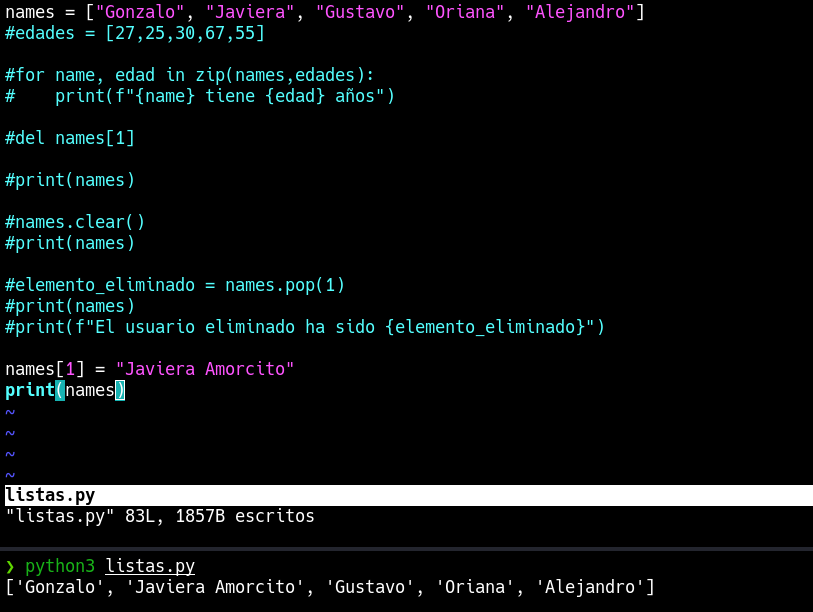 names = ["Gonzalo", "Javiera", "Gustavo", "Oriana", "Alejandro"]
#edades = [27,25,30,67,55]
#for name, edad in zip(names,edades):
#    print(f"{name} tiene {edad} años")
#del names[1]
#print(names)
#names.clear()
#print(names)
#elemento_eliminado = names.pop(1)
#print(names)
#print(f"El usuario eliminado ha sido {elemento_eliminado}")
names[1] = "Javiera Amorcito"
print(names)
~
~
~
~
listas.py
"listas.py" 83L, 1857B escritos
❯ python3 listas.py
['Gonzalo', 'Javiera Amorcito', 'Gustavo', 'Oriana', 'Alejandro']